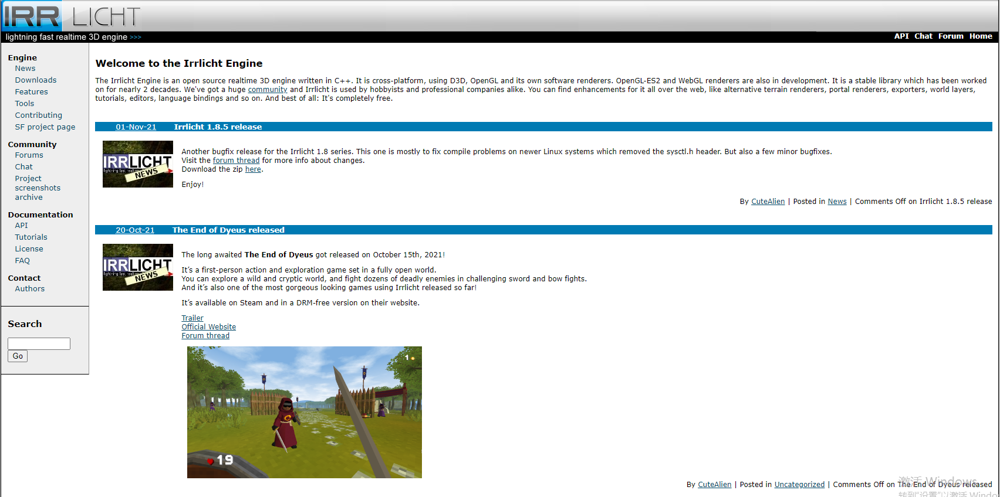 IRR LICHT
lightning fast realtime 3D engine >>>
API Chat Forum Home
Engine
News
Downloads
Features
Tools
Contributing
SF project page
Community
Forums
Chat
Project
screenshots
archive
Documentation
API
Tutorials
License
FAQ
Contact
Authors
Search
Go
Welcome to the Irrlicht Engine
The Irrlicht Engine is an open source realtime 3D engine written in C++. It is cross-platform, using D3D, OpenGL and its own software renderers. OpenGL-ES2 and WebGL renderers are also in development. It is a stable library which has been worked
on for nearly 2 decades. We've got a huge community and Irrlicht is used by hobbyists and professional companies alike. You can find enhancements for it all over the web, like alternative terrain renderers, portal renderers, exporters, world layers,
tutorials, editors, language bindings and so on. And best of all: It's completely free.
01-Nov-21 Irrlicht 1.8.5 release
IRRLICHT
lightning fast
NEWS
Another bugfix release for the Irrlicht 1.8 series. This one is mostly to fix compile problems on newer Linux systems which removed the sysctl.h header. But also a few minor bugfixes.
Visit the forum thread for more info about changes.
Download the zip here.
Enjoy!
By CuteAlien | Posted in News | Comments Off on Irrlicht 1.8.5 release
20-Oct-21 The End of Dyeus released
IRRLICHT
lightning fast
NEWS
The long awaited The End of Dyeus got released on October 15th, 2021!
It’s a first-person action and exploration game set in a fully open world.
You can explore a wild and cryptic world, and fight dozens of deadly enemies in challenging sword and bow fights.
And it’s also one of the most gorgeous looking games using Irrlicht released so far!
It’s available on Steam and in a DRM-free version on their website.
Trailer
Official Website
Forum thread
1
19
By CuteAlien | Posted in Uncategorized | Comments Off on The End of Dyeus released
激活 Windows
转到"设置"以激活 Windo